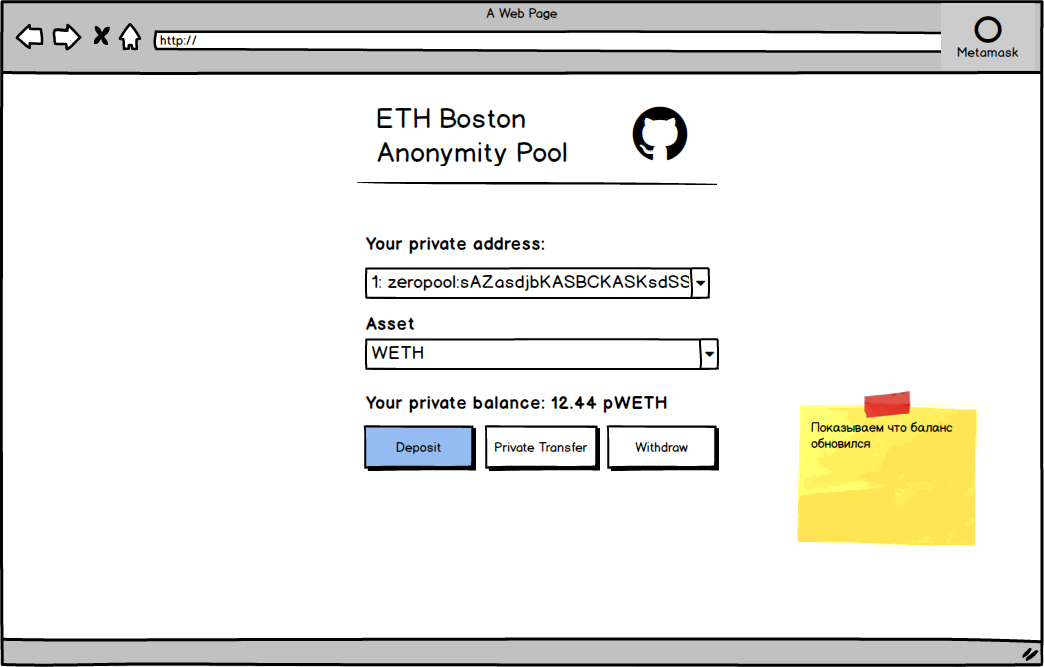 A Web Page
http://
Metamask
ETH Boston
Anonymity Pool
Your private address:
1: zeropool:sAZasdjbKASBCKASKsdSS
Asset
WETH
Your private balance: 12.44 pWETH
Deposit
Private Transfer
Withdraw
Показываем что баланс
обновился